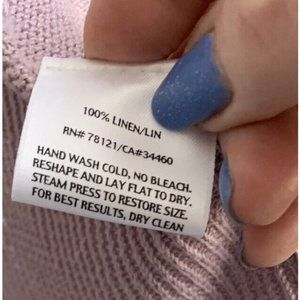 100% LINEN/LIN
RN# 78121/CA#34460
HAND WASH COLD, NO BLEACH.
RESHAPE AND LAY FLAT TO DRY.
STEAM PRESS TO RESTORE SIZE.
FOR BEST RESULTS, DRY CLEAN